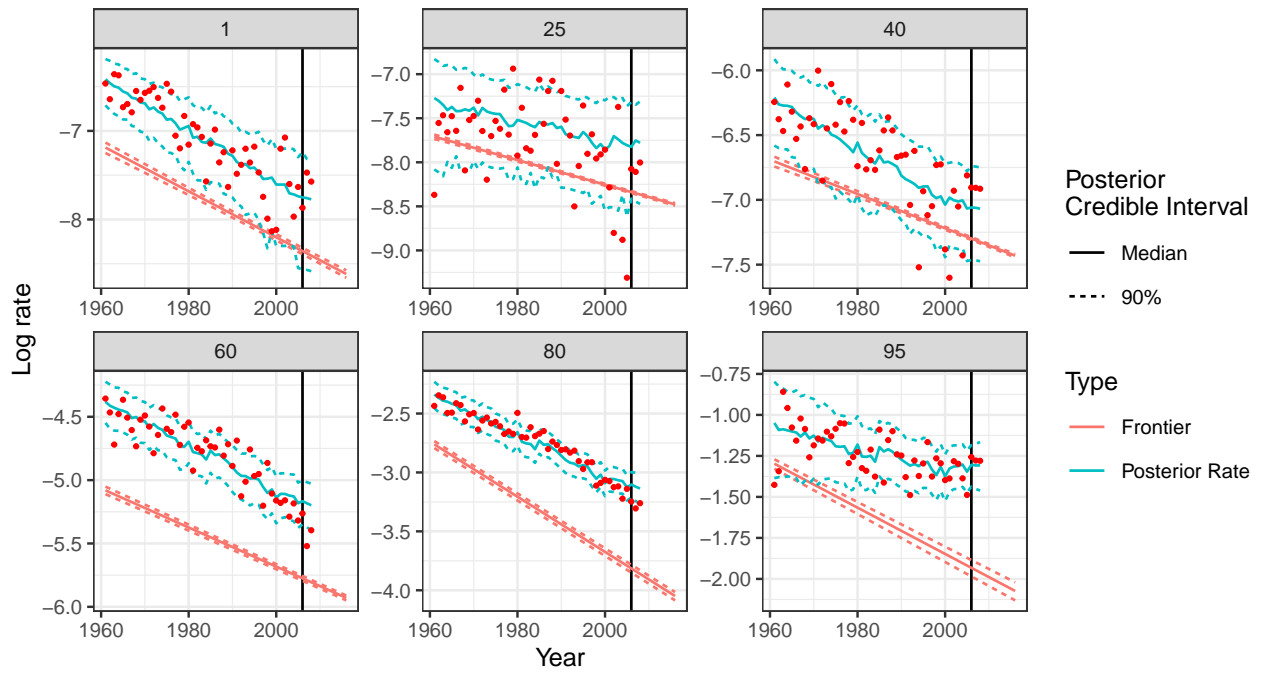 1
25
40
−7
−8
−7.0
−7.5
−8.0
−8.5
−9.0
−6.0
−6.5
−7.0
−7.5
1960 1980 2000
1960 1980 2000
1960 1980 2000
60
80
95
−4.5
−5.0
−5.5
−6.0
−2.5
−3.0
−3.5
−4.0
−0.75
−1.00
−1.25
−1.50
−1.75
−2.00
1960 1980 2000
1960 1980 2000
1960 1980 2000
Log rate
Year
Posterior
Credible Interval
Median
90%
Type
Frontier
Posterior Rate